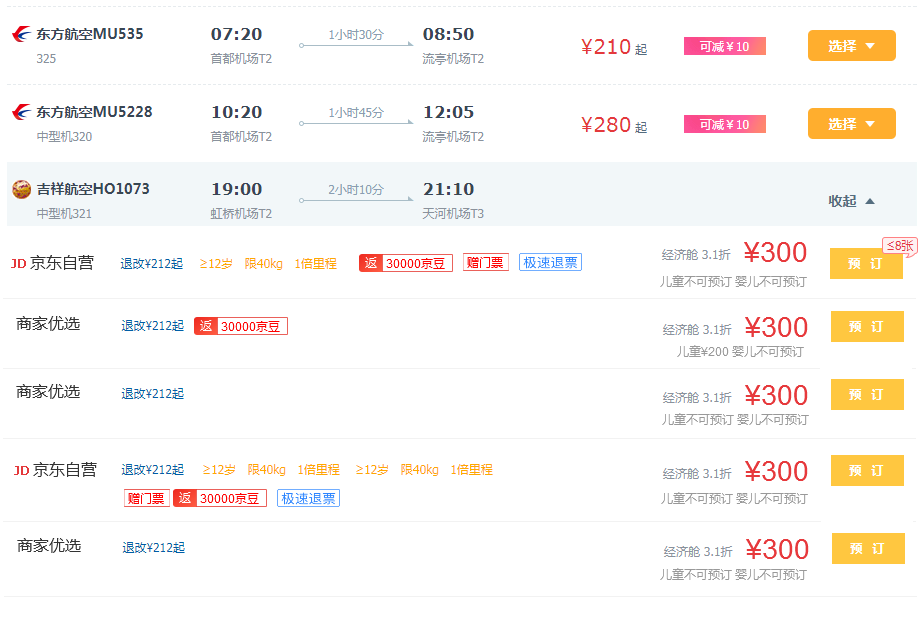 东方航空MU535 07:20 1小时30分 08:50 ¥210 起 可减¥10 选择
325 首都机场T2 流亭机场T2
东方航空MU5228 10:20 1小时45分 12:05 ¥280 起 可减¥10 选择
中型机320 首都机场T2 流亭机场T2
吉祥航空HO1073 19:00 2小时10分 21:10 收起
中型机321 虹桥机场T2 天河机场T3
≤8张
JD 京东自营 退改¥212起 ≥12岁 限40kg 1倍里程 返 30000京豆 赠门票 极速退票 经济舱 3.1折 ¥300 预 订
儿童不可预订 婴儿不可预订
商家优选 退改¥212起 返 30000京豆 经济舱 3.1折 ¥300 预 订
儿童¥200 婴儿不可预订
商家优选 退改¥212起 经济舱 3.1折 ¥300 预 订
儿童不可预订 婴儿不可预订
JD 京东自营 退改¥212起 ≥12岁 限40kg 1倍里程 ≥12岁 限40kg 1倍里程 经济舱 3.1折 ¥300 预 订
赠门票 返 30000京豆 极速退票 儿童不可预订 婴儿不可预订
商家优选 退改¥212起 经济舱 3.1折 ¥300 预 订
儿童不可预订 婴儿不可预订